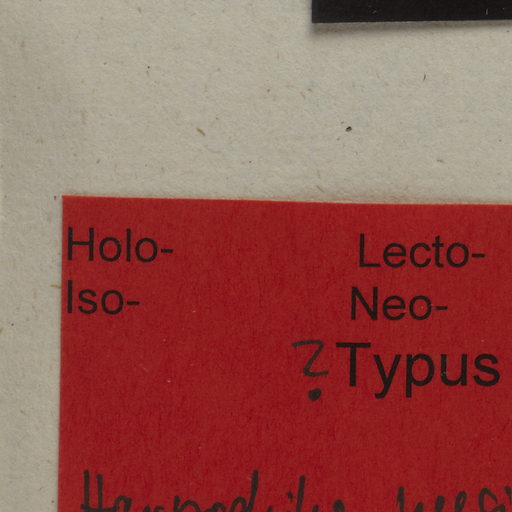 Holo- Lecto-
Iso- Neo-
? Typus